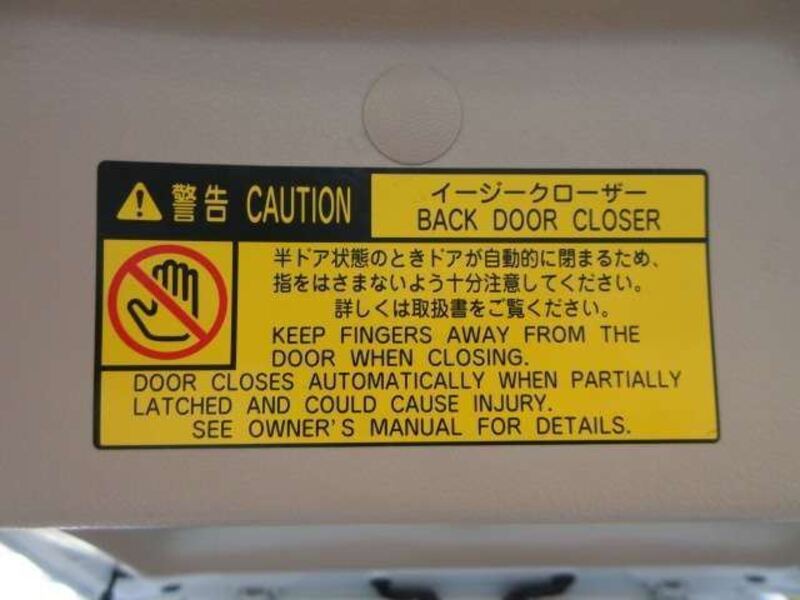 警告 CAUTION
イージークローザー
BACK DOOR CLOSER
半ドア状態のときドアが自動的に閉まるため、
指をはさまないよう十分注意してください。
詳しくは取扱書をご覧ください。
KEEP FINGERS AWAY FROM THE
DOOR WHEN CLOSING.
DOOR CLOSES AUTOMATICALLY WHEN PARTIALLY
LATCHED AND COULD CAUSE INJURY.
SEE OWNER'S MANUAL FOR DETAILS.